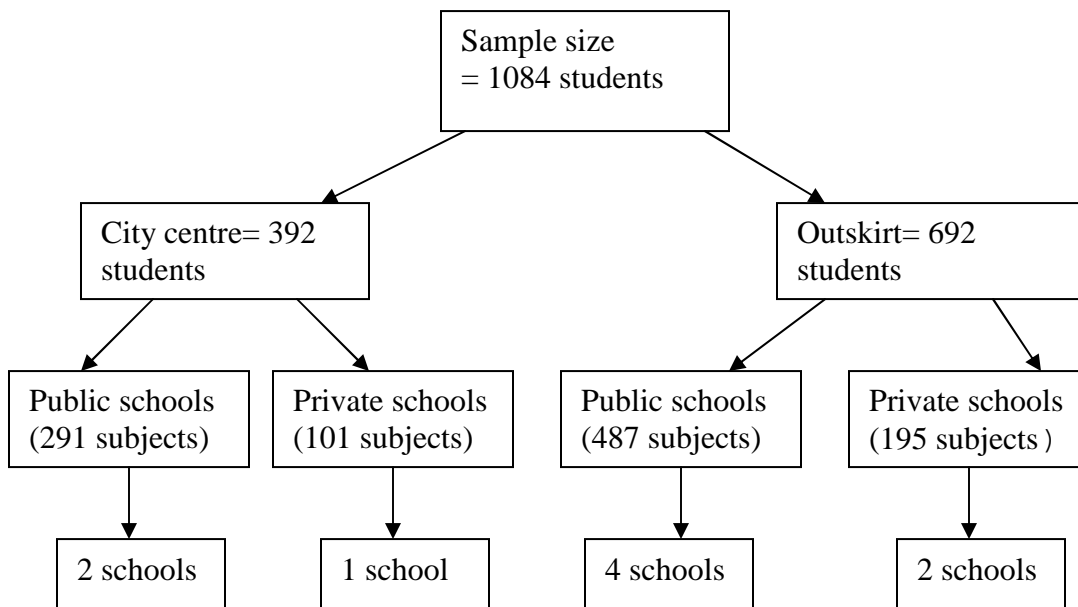 Sample size
= 1084 students
City centre= 392
students
Outskirt= 692
students
Public schools
(291 subjects)
Private schools
(101 subjects)
Public schools
(487 subjects)
Private schools
(195 subjects)
2 schools
1 school
4 schools
2 schools